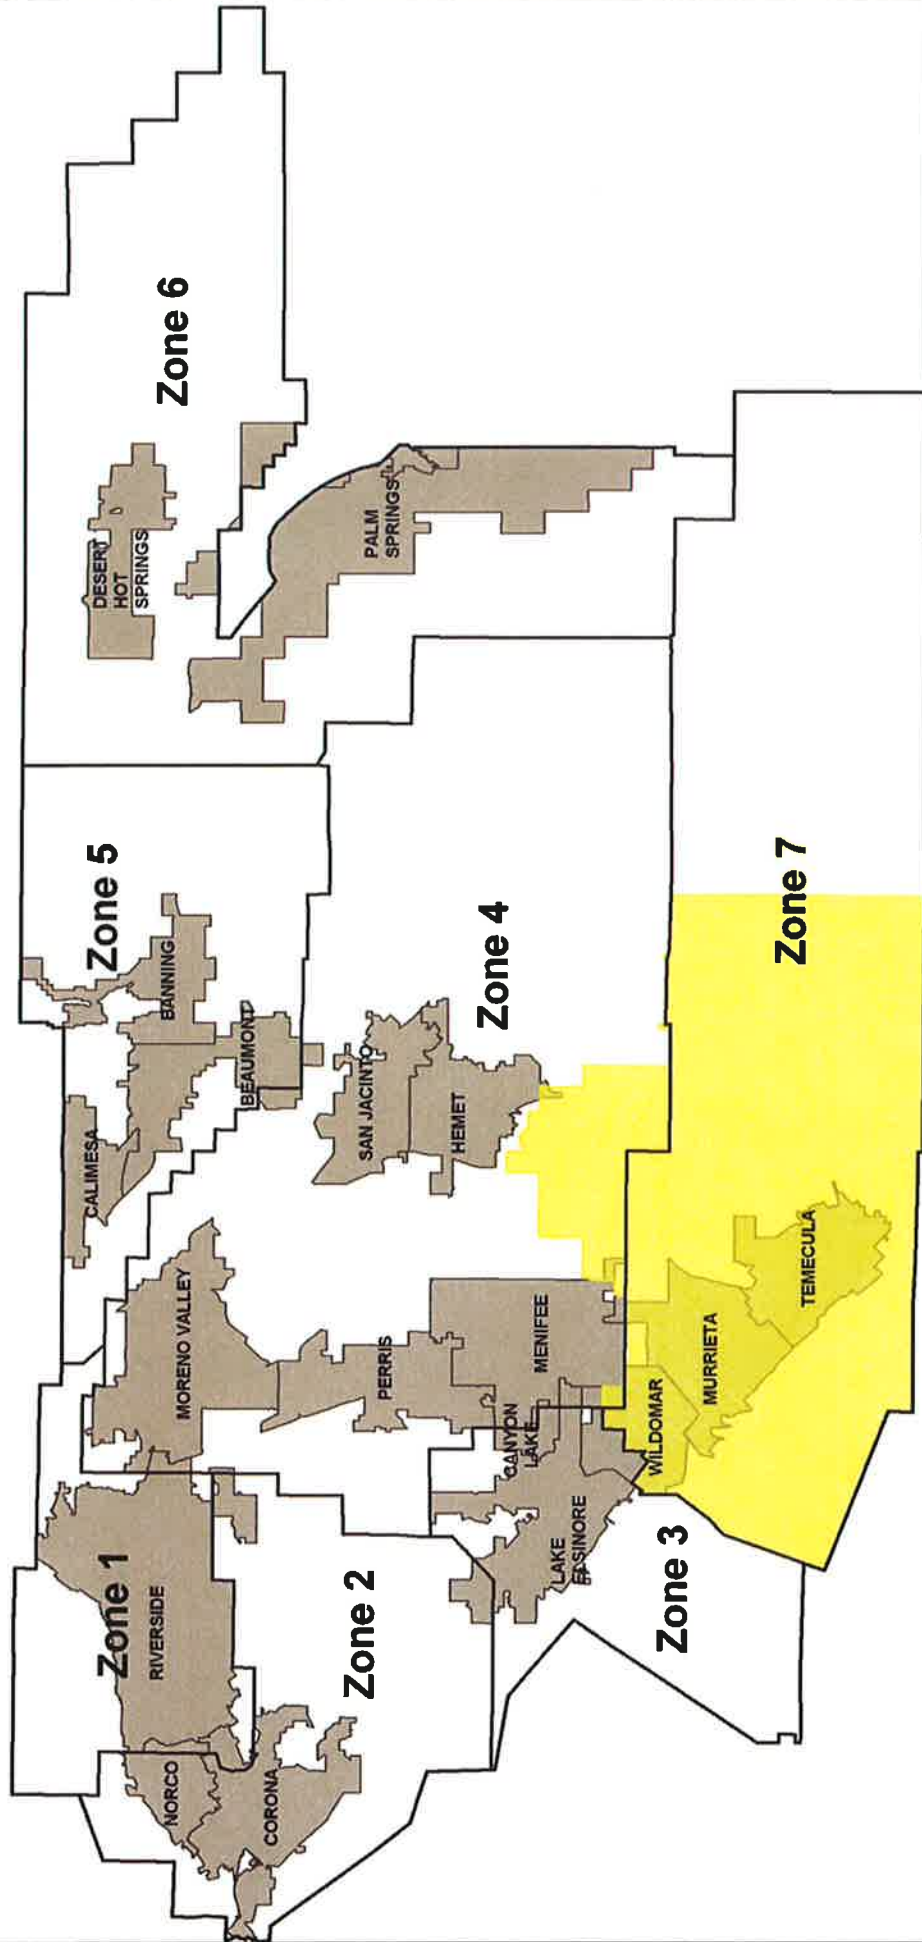 Zone 6
DESERT
HOT
SPRINGS
PALM
SPRINGS
Zone 5
BANNING
BEAUMONT
CALIMESA
Zone 4
SAN JACINTO
HEMET
Zone 7
MORENO VALLEY
PERRIS
MENIFEE
CANYON
LAKE
TEMECULA
MURRIETA
WILDOMAR
Zone 1
RIVERSIDE
LAKE
ELSINORE
Zone 2
Zone 3
NORCO
CORONA